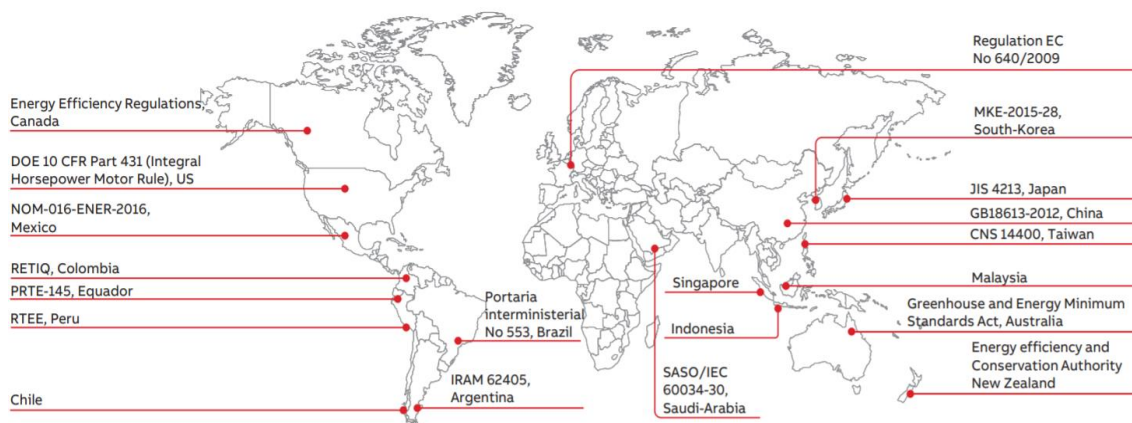 Energy Efficiency Regulations,
Canada
DOE 10 CFR Part 431 (Integral
Horsepower Motor Rule), US
NOM-016-ENER-2016,
Mexico
RETIQ, Colombia
PRTE-145, Equador
RTEE, Peru
Chile
Portaria
interministerial
No 553, Brazil
IRAM 62405,
Argentina
Regulation EC
No 640/2009
MKE-2015-28,
South-Korea
JIS 4213, Japan
GB18613-2012, China
CNS 14400, Taiwan
Singapore
Malaysia
Indonesia
Greenhouse and Energy Minimum
Standards Act, Australia
SASO/IEC
60034-30,
Saudi-Arabia
Energy efficiency and
Conservation Authority
New Zealand